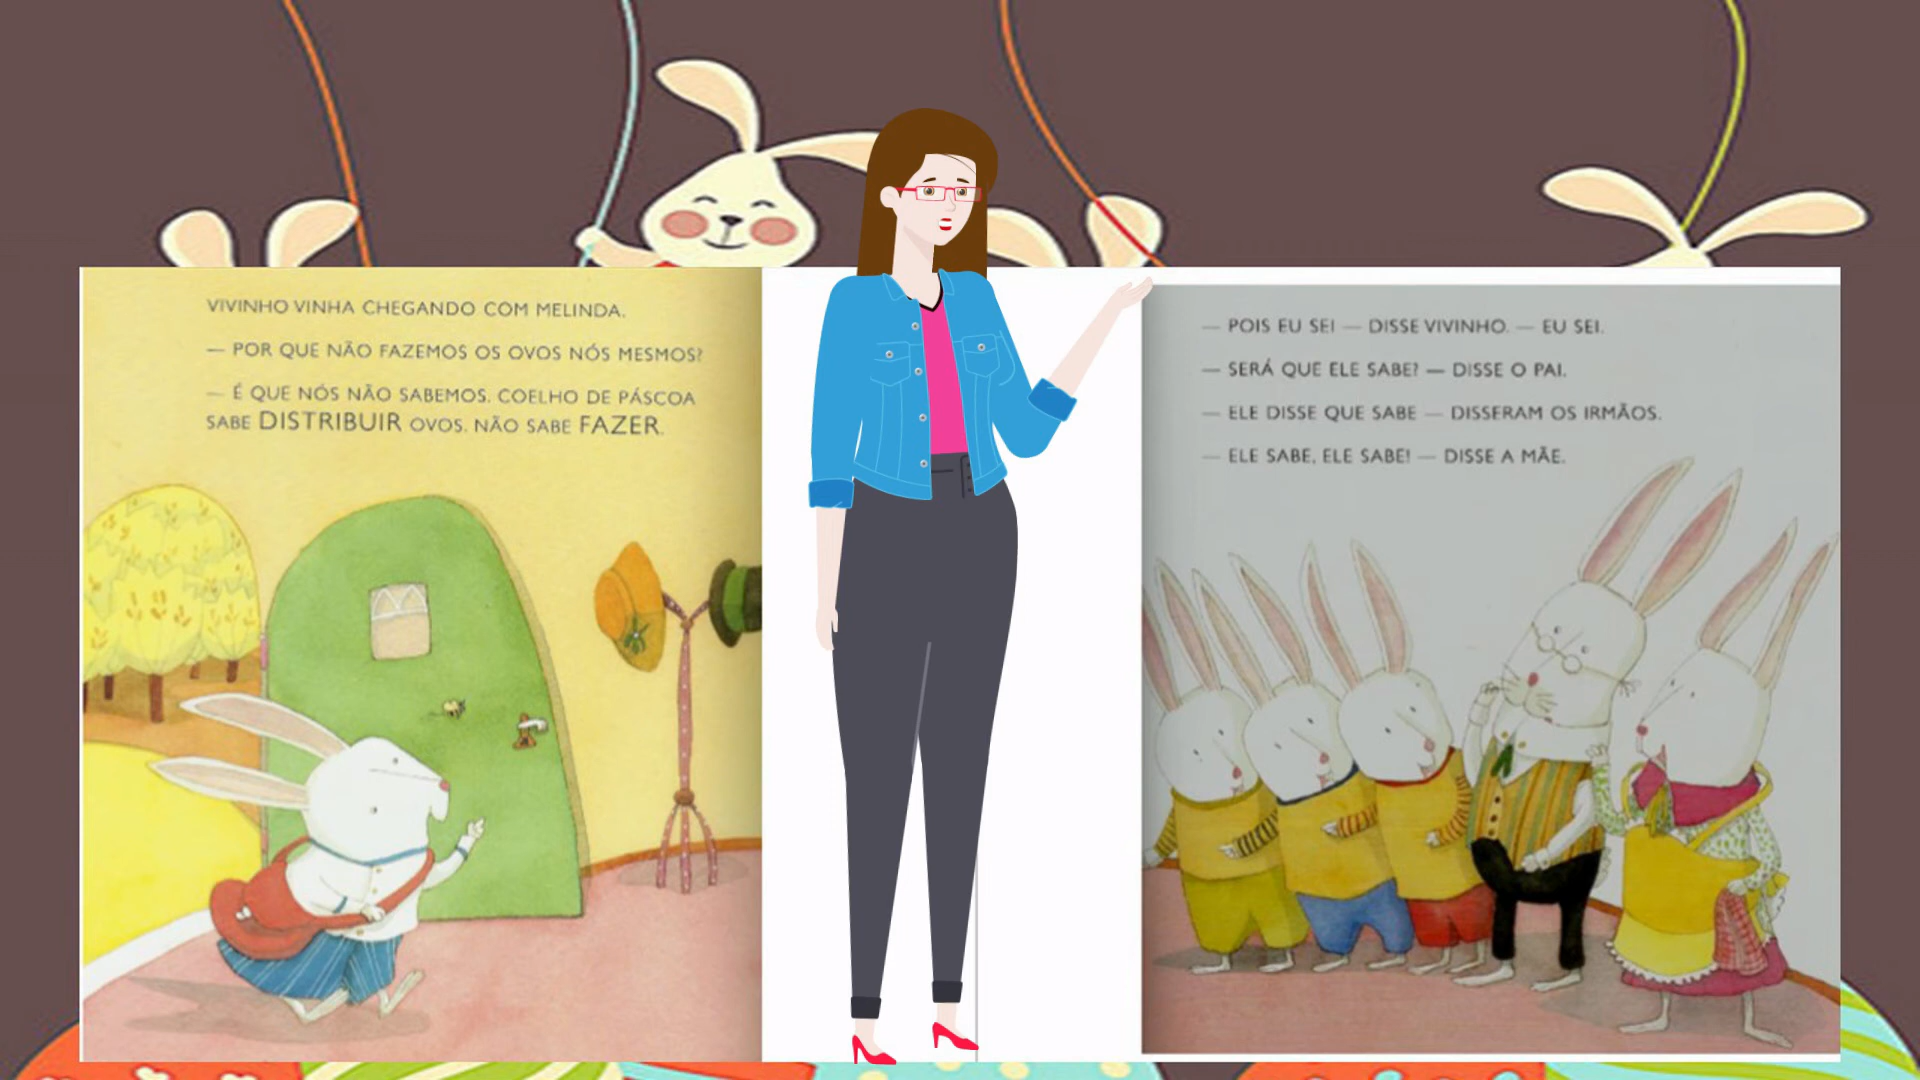 VIVINHO VINHA CHEGANDO COM MELINDA.
— POR QUE NÃO FAZEMOS OS OVOS NÓS MESMOS?
— É QUE NÓS NÃO SABEMOS. COELHO DE PÁSCOA
SABE DISTRIBUIR OVOS. NÃO SABE FAZER.
— POIS EU SEI — DISSE VIVINHO. — EU SEI.
— SERÁ QUE ELE SABE? — DISSE O PAI.
— ELE DISSE QUE SABE — DISSERAM OS IRMÃOS.
— ELE SABE, ELE SABE! — DISSE A MÃE.